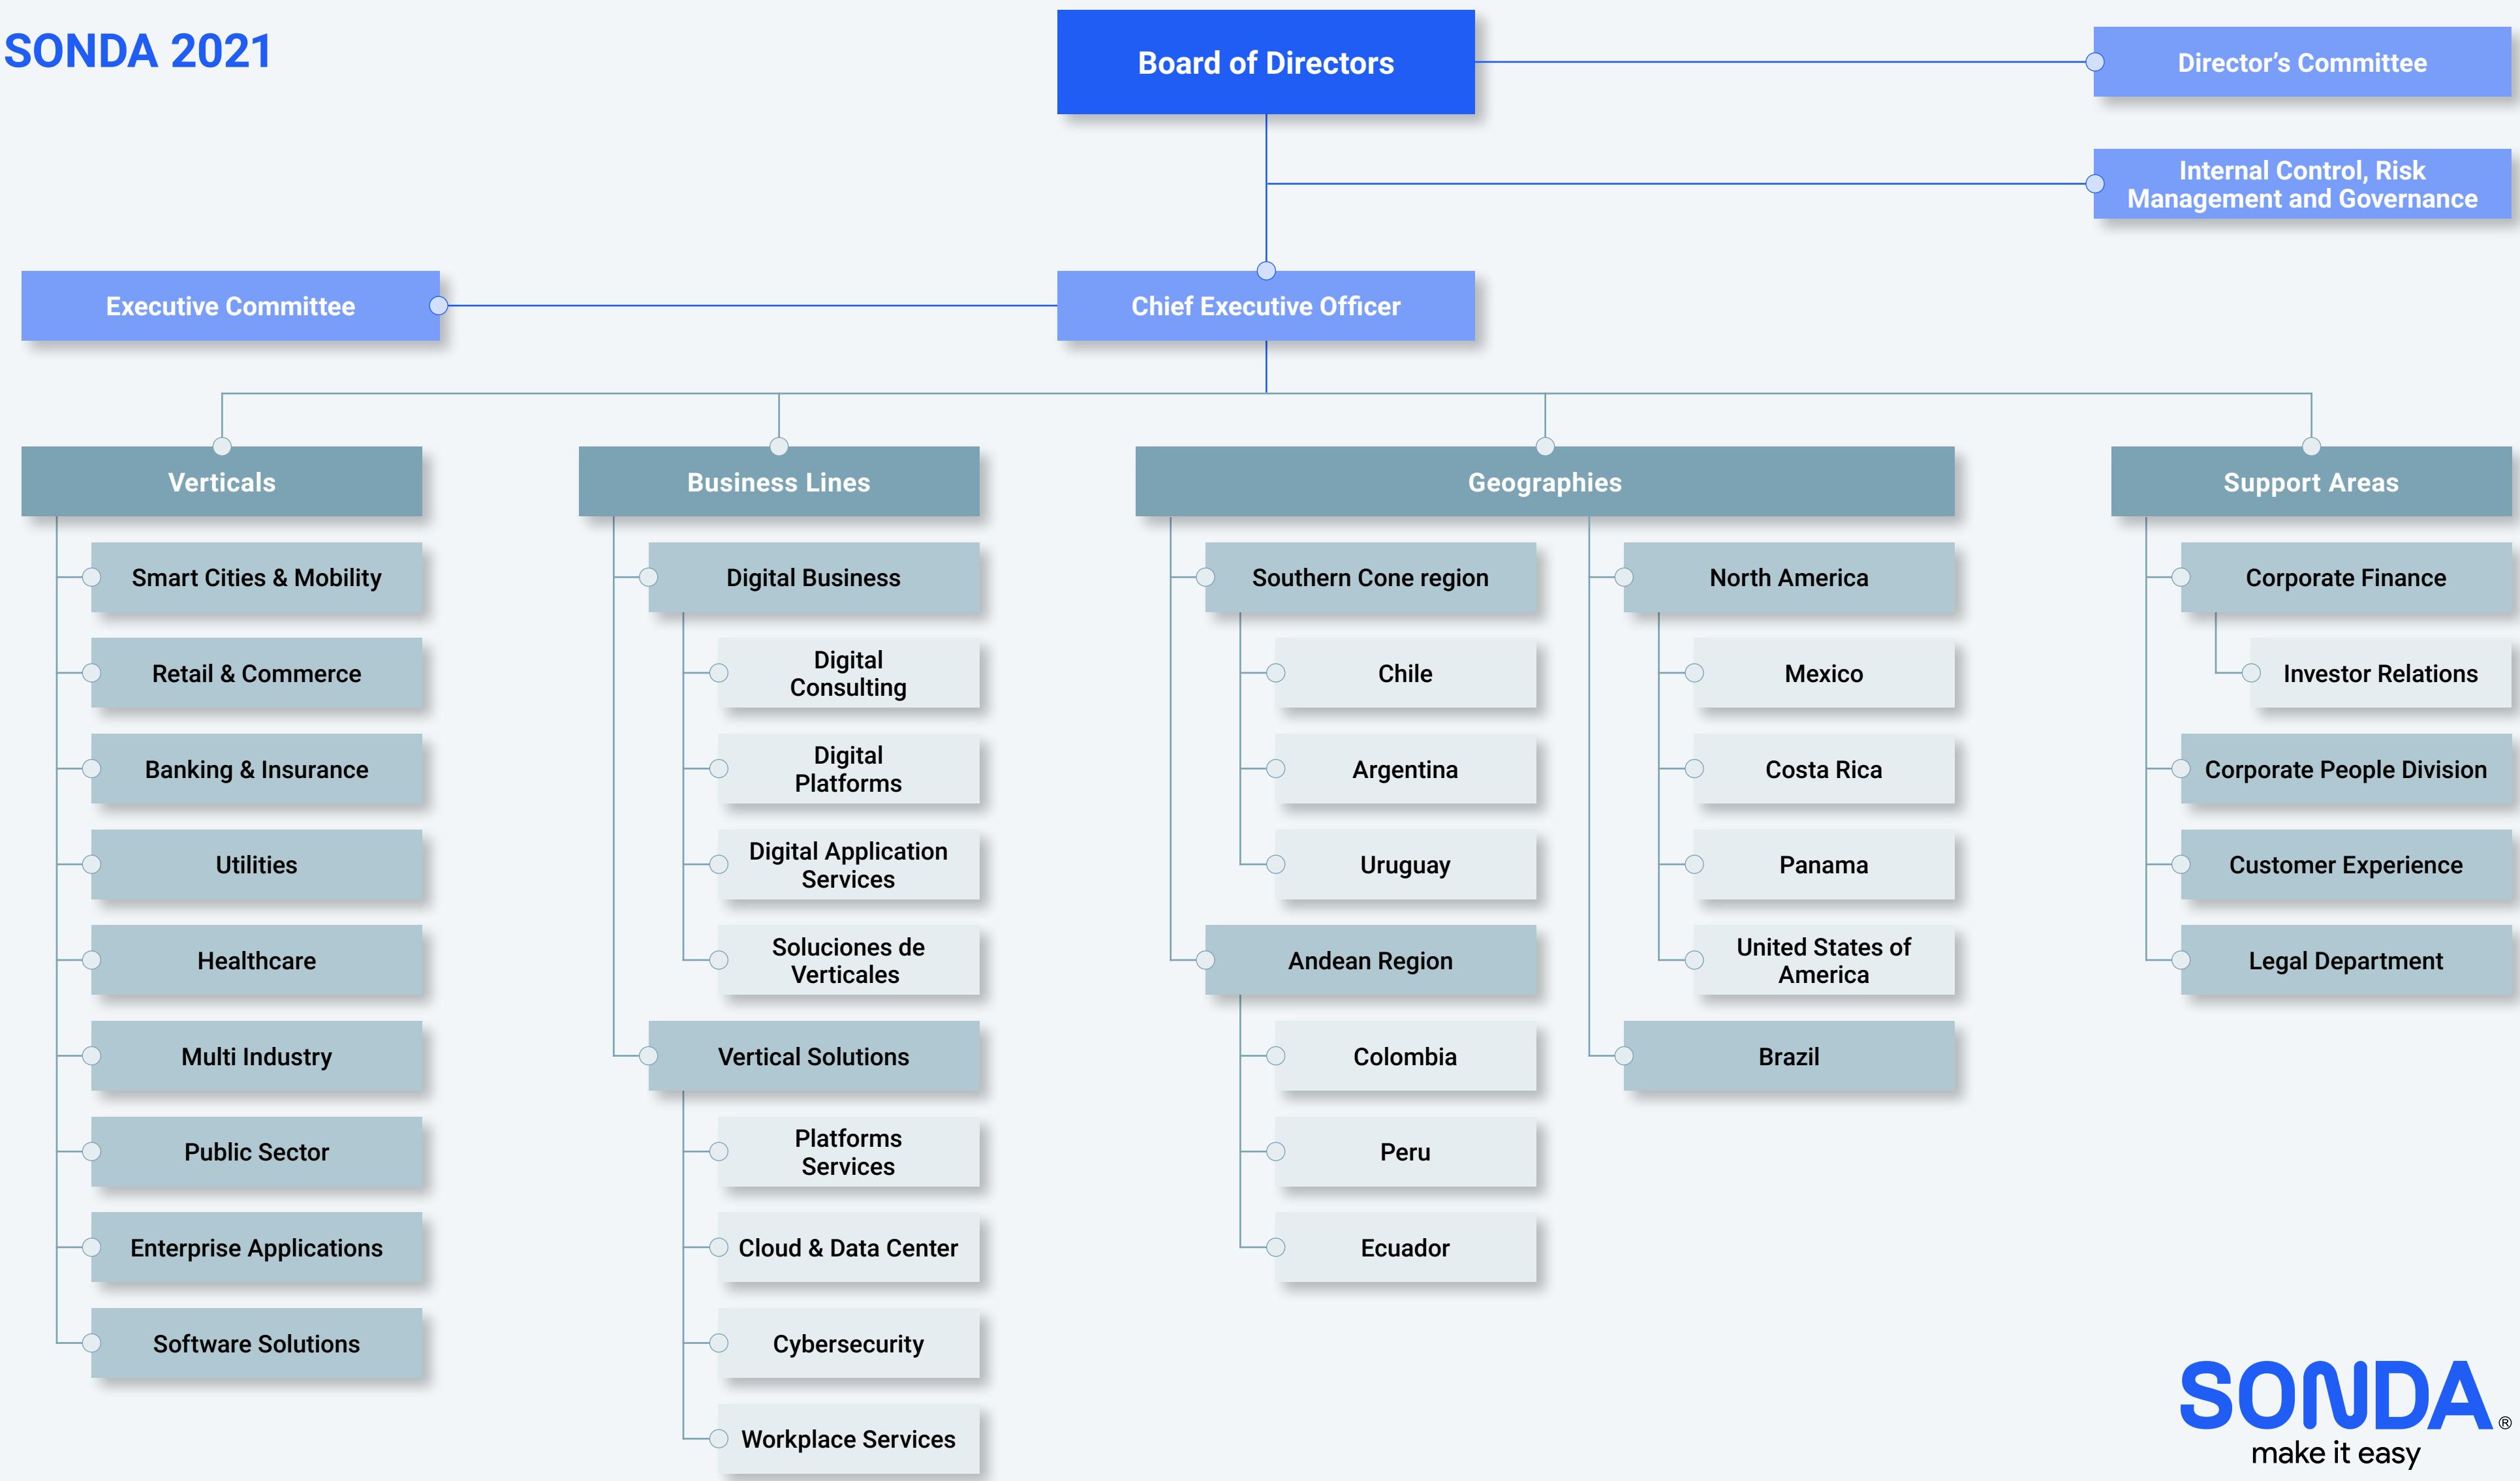 SONDA 2021
Board of Directors
Director’s Committee
Internal Control, Risk
Management and Governance
Executive Committee
Chief Executive Officer
Verticals
Smart Cities & Mobility
Retail & Commerce
Banking & Insurance
Utilities
Healthcare
Multi Industry
Public Sector
Enterprise Applications
Software Solutions
Business Lines
Digital Business
Digital
Consulting
Digital
Platforms
Digital Application
Services
Soluciones de
Verticales
Vertical Solutions
Platforms
Services
Cloud & Data Center
Cybersecurity
Workplace Services
Geographies
Southern Cone region
Chile
Argentina
Uruguay
Andean Region
Colombia
Peru
Ecuador
North America
Mexico
Costa Rica
Panama
United States of
America
Brazil
Support Areas
Corporate Finance
Investor Relations
Corporate People Division
Customer Experience
Legal Department
SONDA®
make it easy